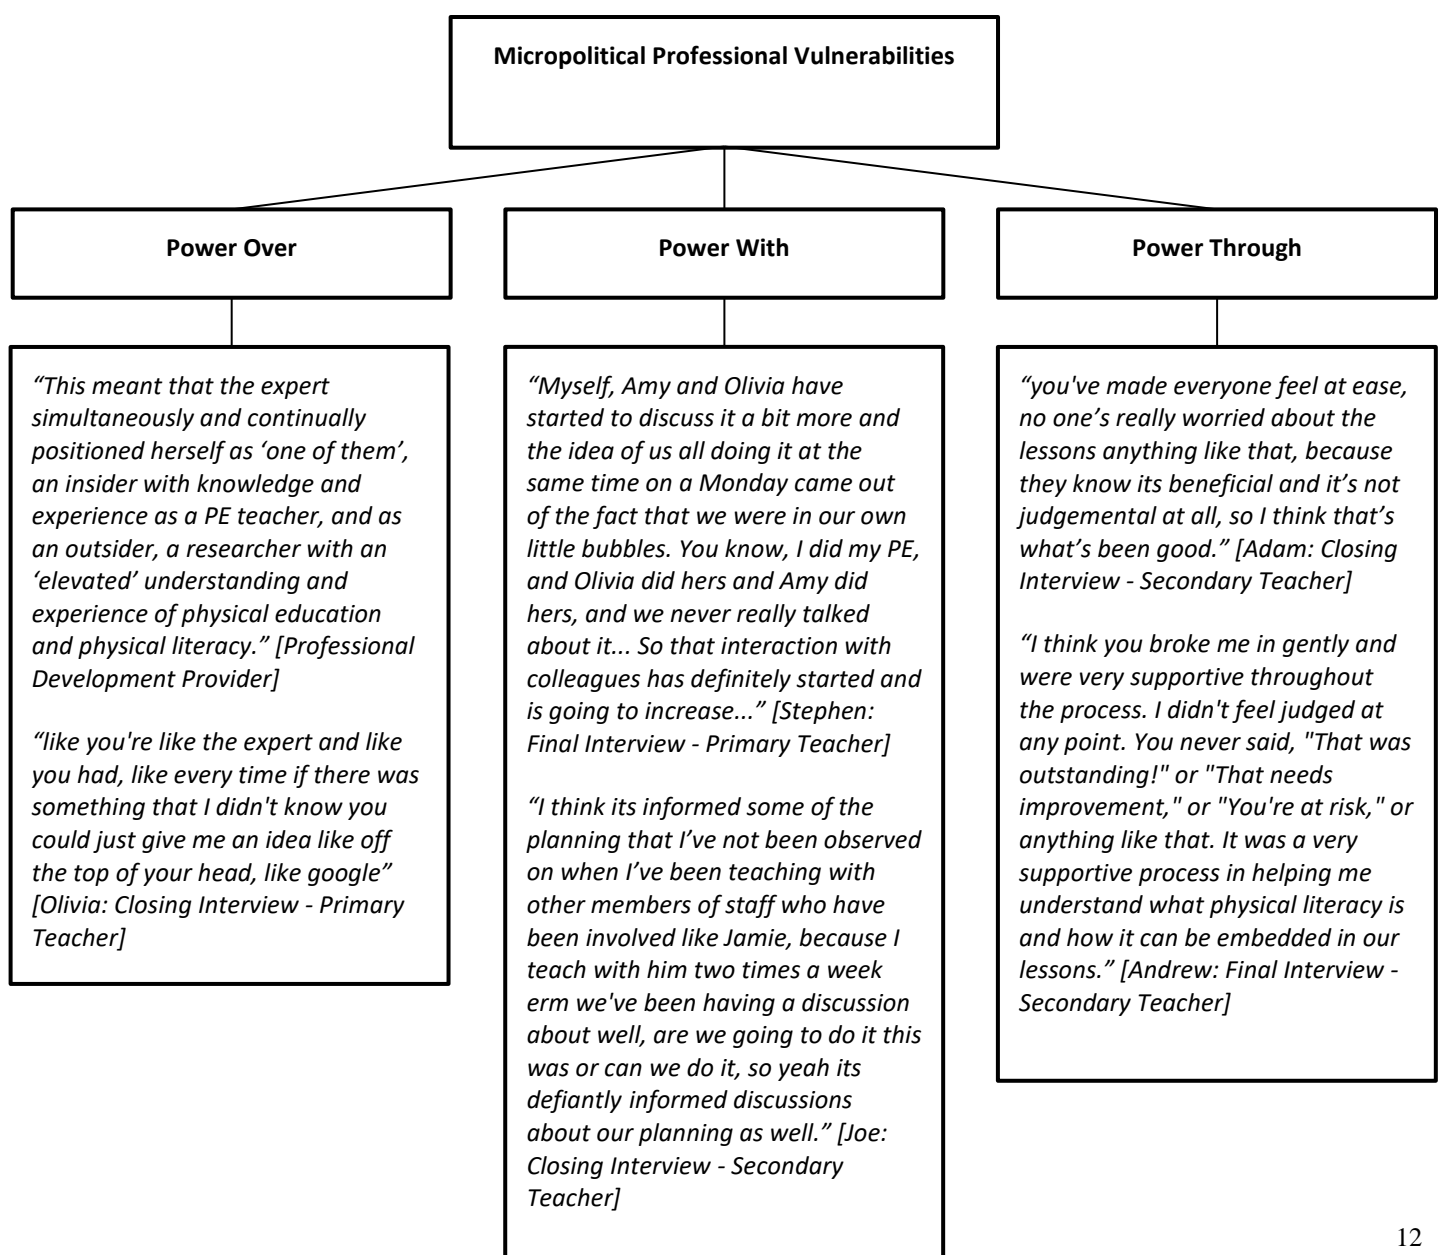 Micropolitical Professional Vulnerabilities
Power Over
Power With
Power Through
“This meant that the expert
simultaneously and continually
positioned herself as ‘one of them’,
an insider with knowledge and
experience as a PE teacher, and as
an outsider, a researcher with an
‘elevated’ understanding and
experience of physical education
and physical literacy.” [Professional
Development Provider]
“like you're like the expert and like
you had, like every time if there was
something that I didn't know you
could just give me an idea like off
the top of your head, like google”
[Olivia: Closing Interview - Primary
Teacher]
“Myself, Amy and Olivia have
started to discuss it a bit more and
the idea of us all doing it at the
same time on a Monday came out
of the fact that we were in our own
little bubbles. You know, I did my PE,
and Olivia did hers and Amy did
hers, and we never really talked
about it... So that interaction with
colleagues has definitely started and
is going to increase...” [Stephen:
Final Interview - Primary Teacher]
“I think its informed some of the
planning that I’ve not been observed
on when I’ve been teaching with
other members of staff who have
been involved like Jamie, because I
teach with him two times a week
erm we've been having a discussion
about well, are we going to do it this
was or can we do it, so yeah its
defiantly informed discussions
about our planning as well.” [Joe:
Closing Interview - Secondary
Teacher]
“you've made everyone feel at ease,
no one’s really worried about the
lessons anything like that, because
they know its beneficial and it’s not
judgemental at all, so I think that’s
what’s been good.” [Adam: Closing
Interview - Secondary Teacher]
“I think you broke me in gently and
were very supportive throughout
the process. I didn't feel judged at
any point. You never said, "That was
outstanding!" or "That needs
improvement," or "You're at risk," or
anything like that. It was a very
supportive process in helping me
understand what physical literacy is
and how it can be embedded in our
lessons.” [Andrew: Final Interview -
Secondary Teacher]
12